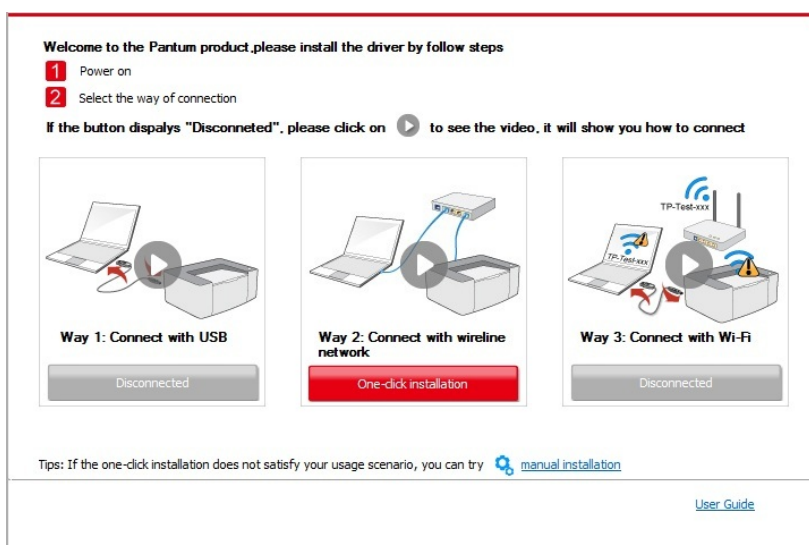 Welcome to the Pantum product,please install the driver by follow steps
1 Power on
2 Select the way of connection
If the button dispalys "Disconneted", please click on to see the video, it will show you how to connect
TP-Test-xxx
TP-Test-xxx
Way 1: Connect with USB
Way 2: Connect with wireline
network
Way 3: Connect with Wi-Fi
Disconnected
One-click installation
Disconnected
Tips: If the one-click installation does not satisfy your usage scenario, you can try manual installation
User Guide